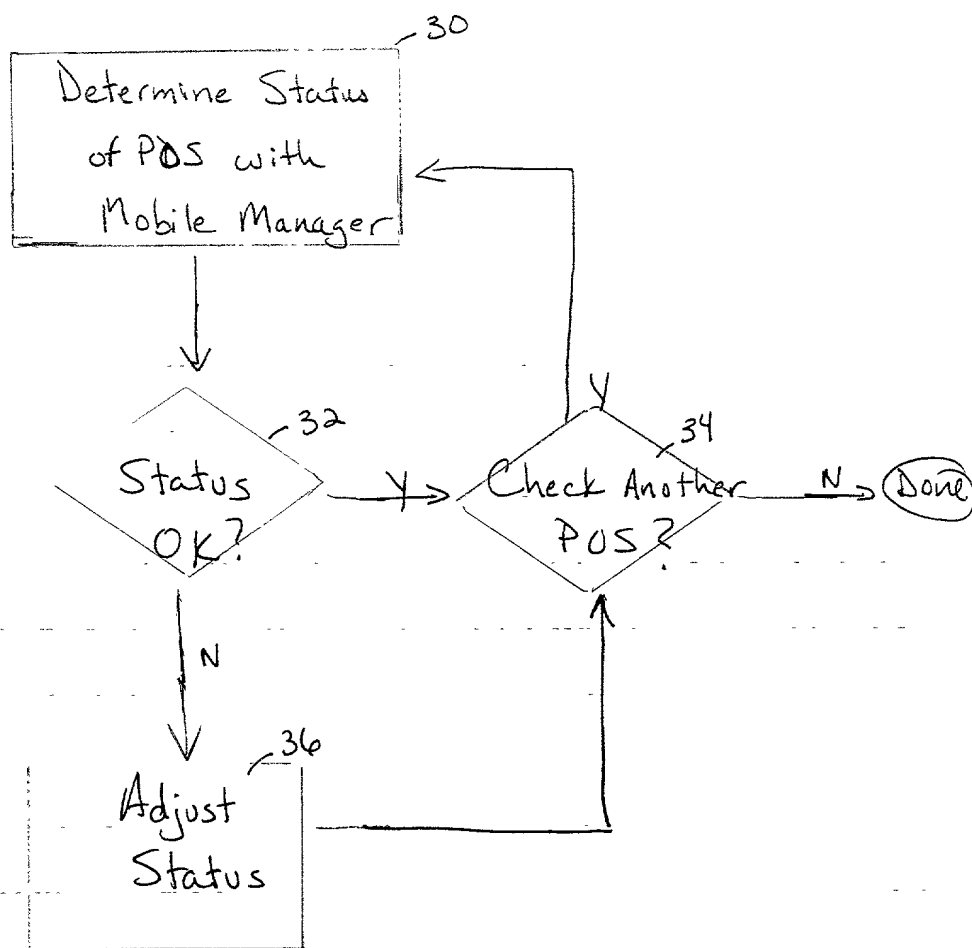 30
Determine Status
of POS with
Mobile Manager
32
Status
OK?
Y
34
Y
Check Another
POS?
N
Done
N
36
Adjust
Status